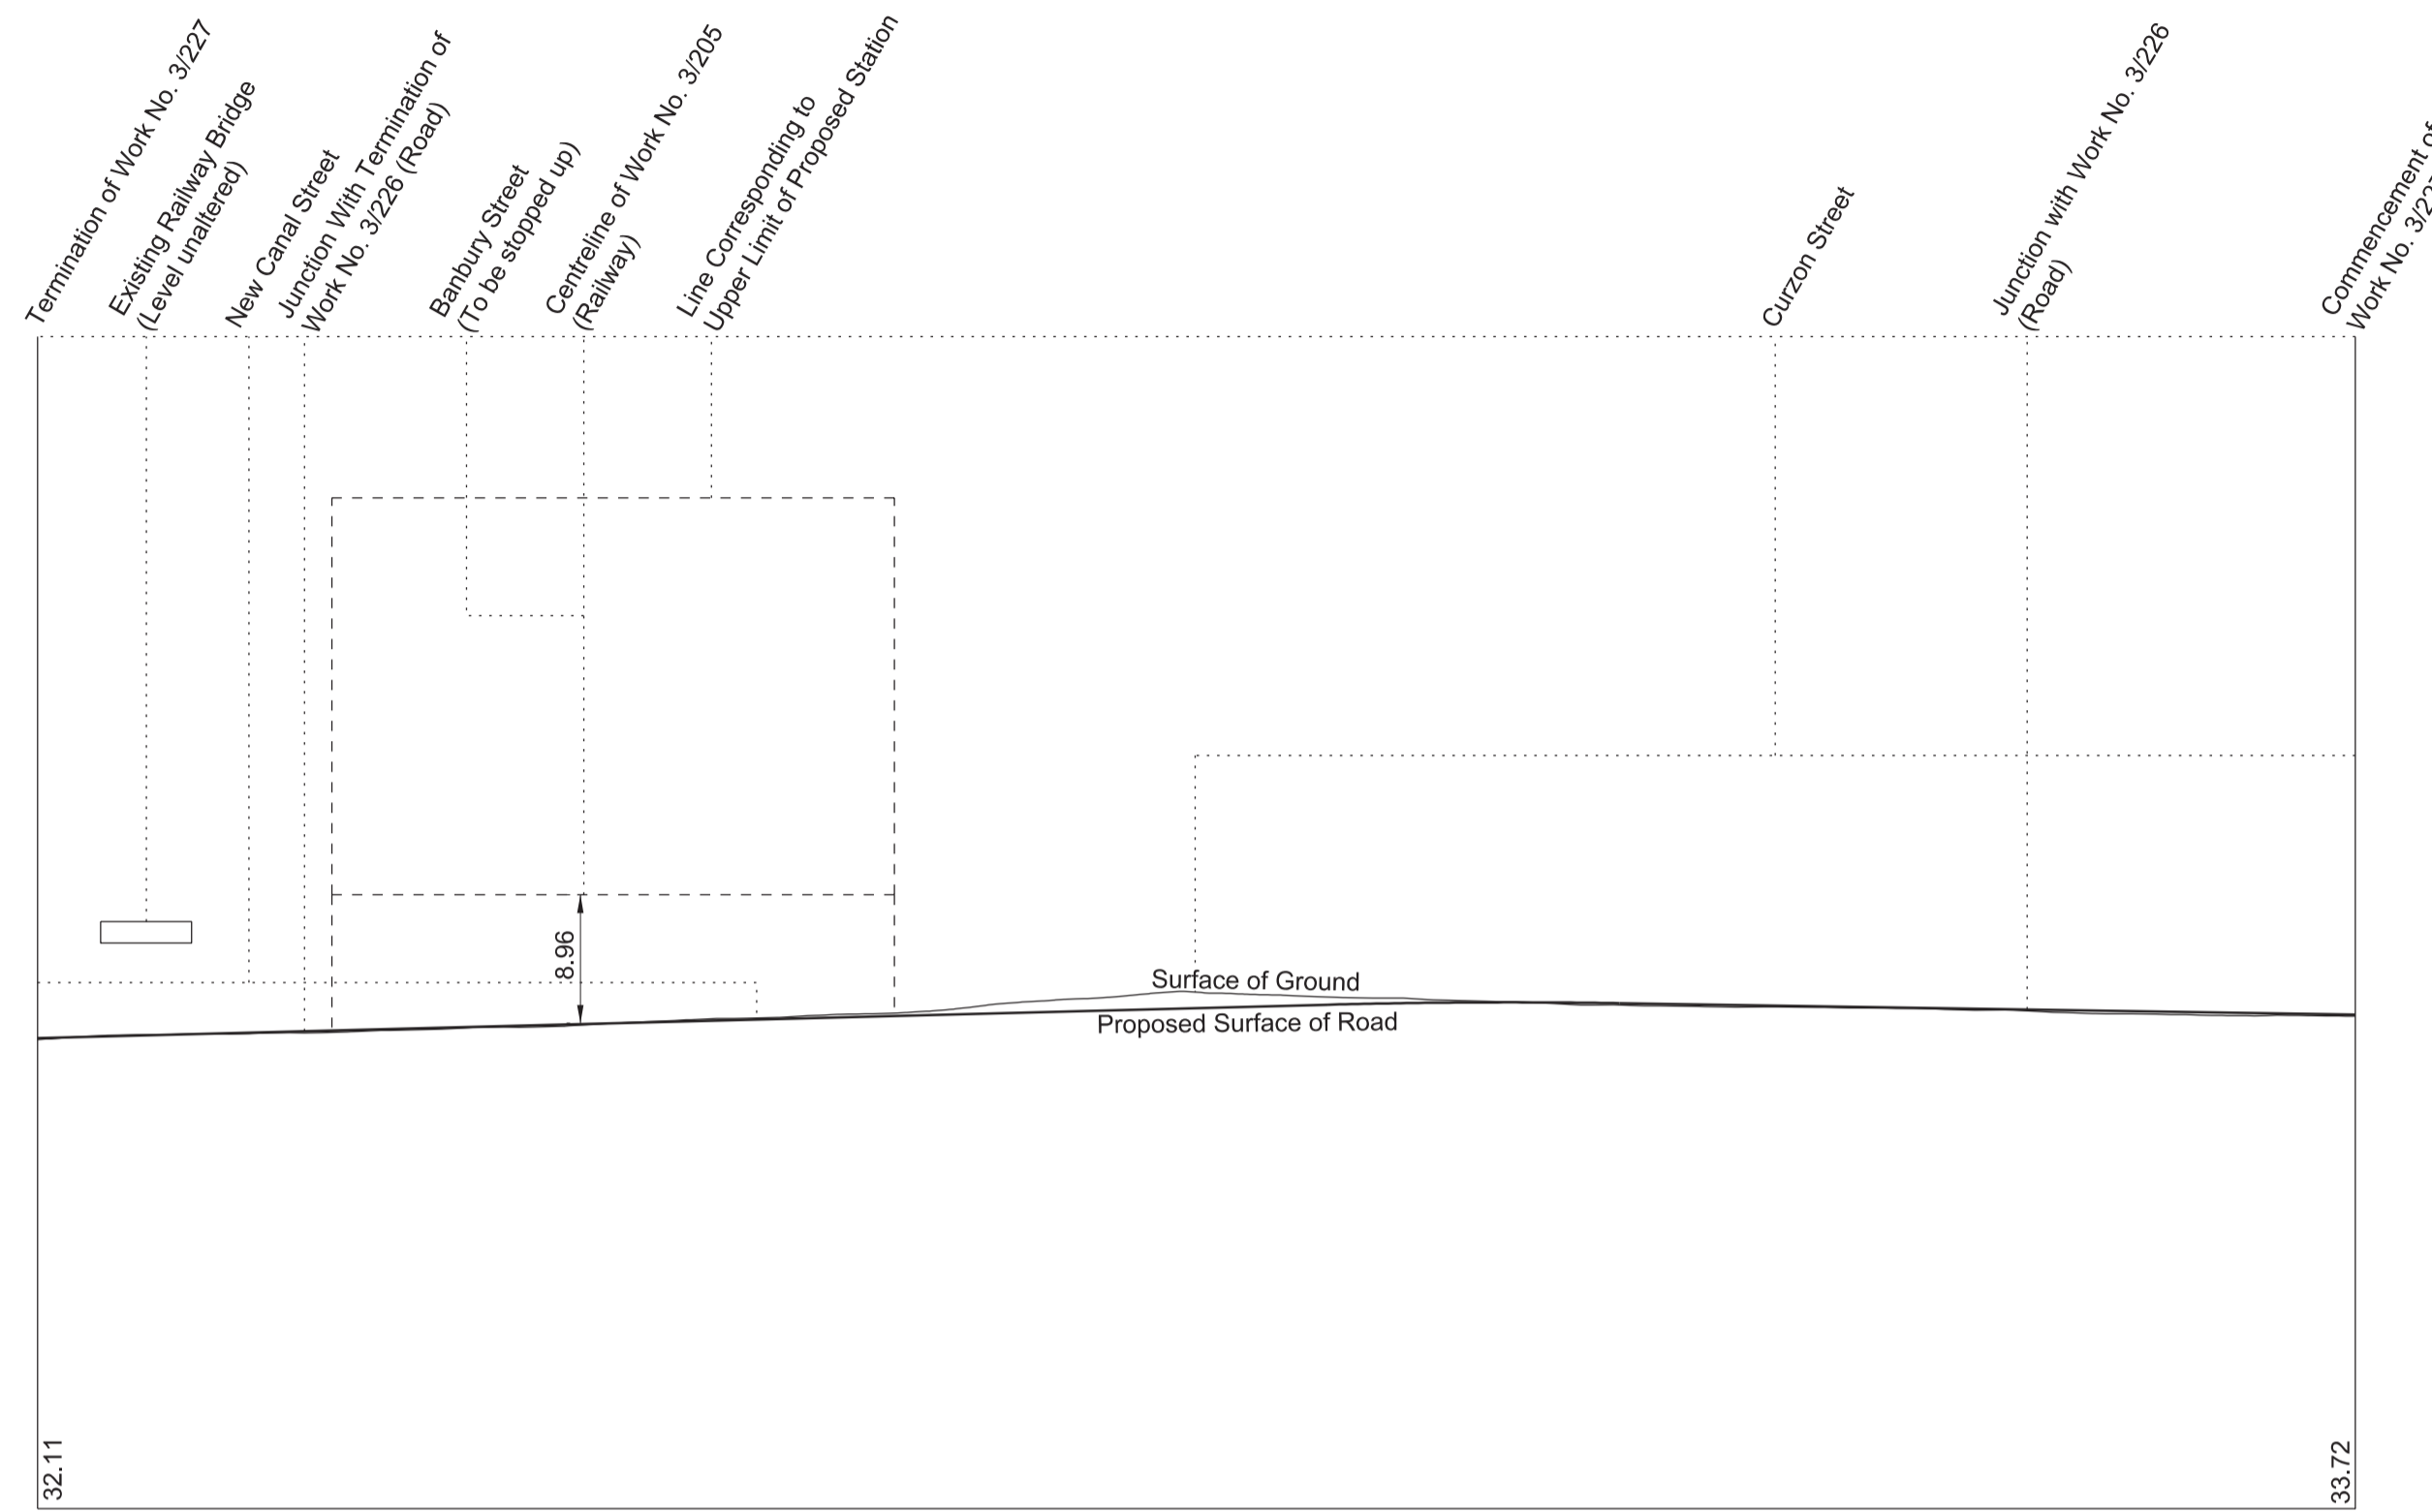 Termination of Work No. 3/227
Existing Railway Bridge
(Level unaltered)
New Canal Street
Junction With Termination of
Work No. 3/226 (Road)
Banbury Street
(To be stopped up)
Centreline of Work No. 3/205
(Railway)
Line Corresponding to
Upper Limit of Proposed Station
Curzon Street
Junction with Work No. 3/226
(Road)
Commencement of
Work No.
8.96
Surface of Ground
Proposed Surface of Road
32.11
33.72